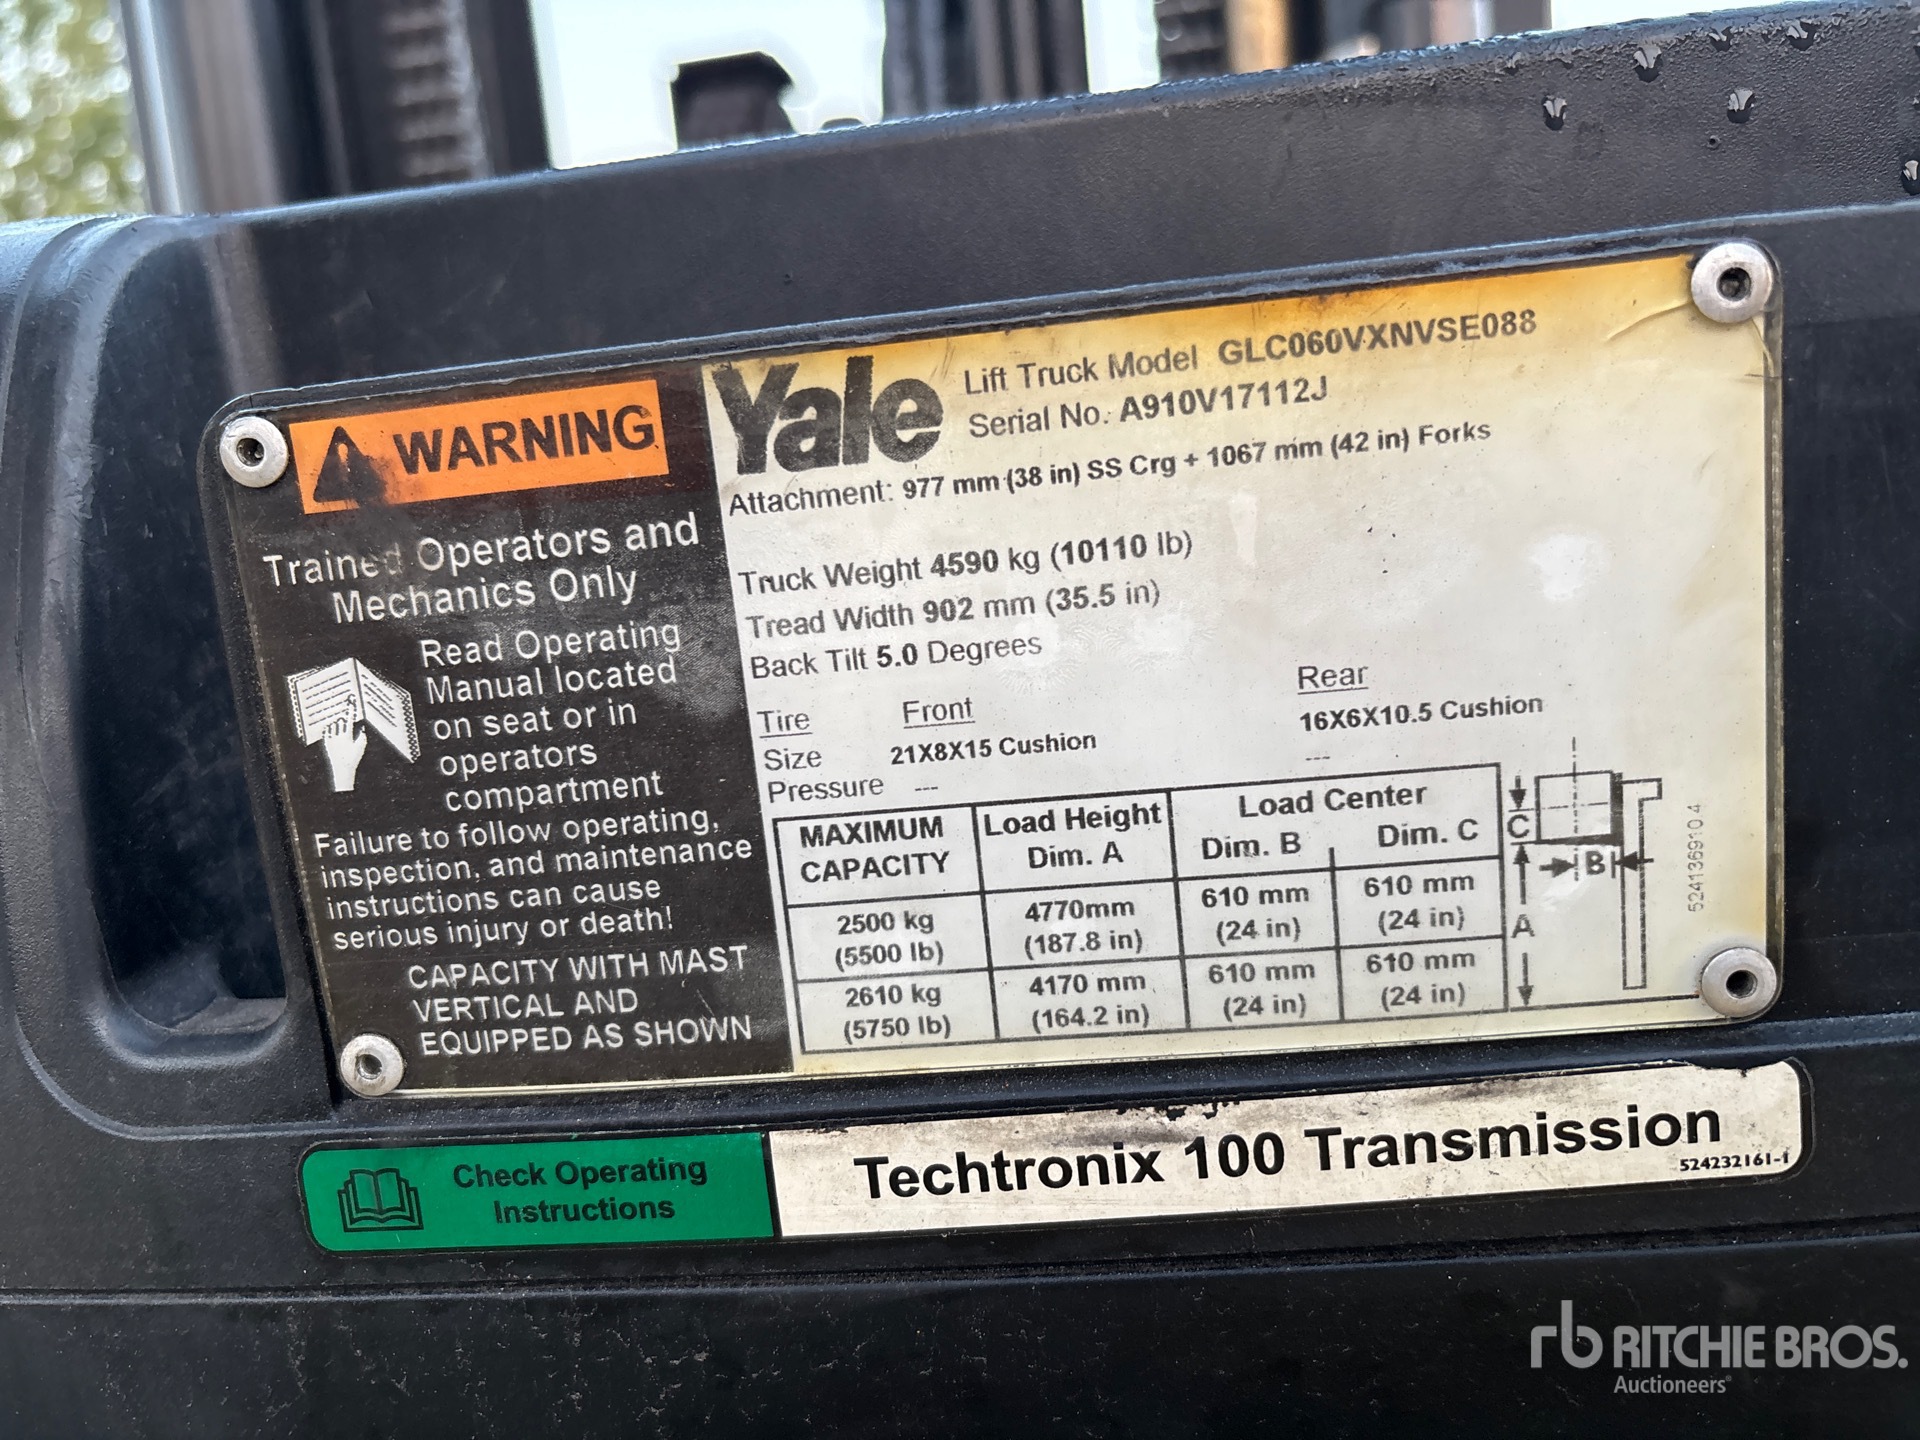 WARNING
Trained Operators and
Mechanics Only
Read Operating
Manual located
on seat or in
operators
compartment
Failure to follow operating,
inspection, and maintenance
instructions can cause
serious injury or death!
CAPACITY WITH MAST
VERTICAL AND
EQUIPPED AS SHOWN
Yale
Lift Truck Model GLC060VXNVSE088
Serial No. A910V17112J
Attachment: 977 mm (38 in) SS Crg + 1067 mm (42 in) Forks
Truck Weight 4590 kg (10110 lb)
Tread Width 902 mm (35.5 in)
Back Tilt 5.0 Degrees
Tire Front Rear
Size 21X8X15 Cushion 16X6X10.5 Cushion
Pressure --- ---
MAXIMUM CAPACITY Load Height Dim. A Load Center Dim. B Dim. C
2500 kg 4770mm 610 mm 610 mm
(5500 lb) (187.8 in) (24 in) (24 in)
2610 kg 4170 mm 610 mm 610 mm
(5750 lb) (164.2 in) (24 in) (24 in)
C
B
A
524136910.4
Check Operating
Instructions
Techtronix 100 Transmission
524232161-1
rb RITCHIE BROS.
Auctioneers